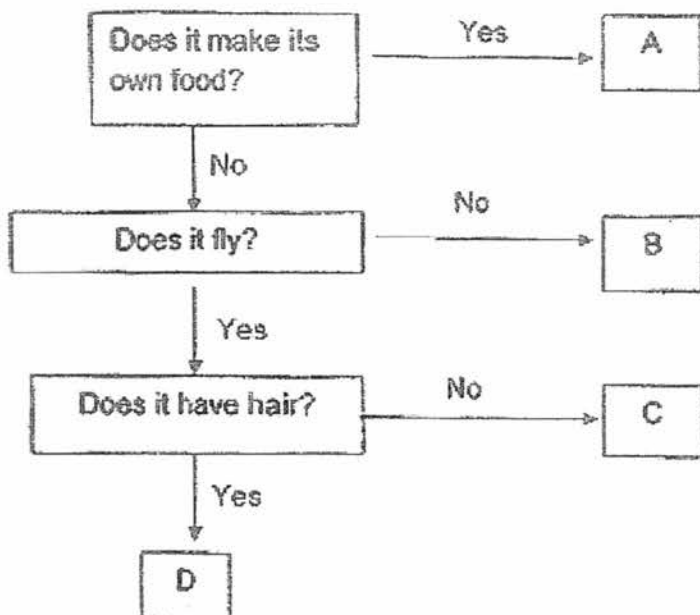 Does it make its
own food?
Yes
A
No
Does it fly?
No
B
Yes
Does it have hair?
No
C
Yes
D